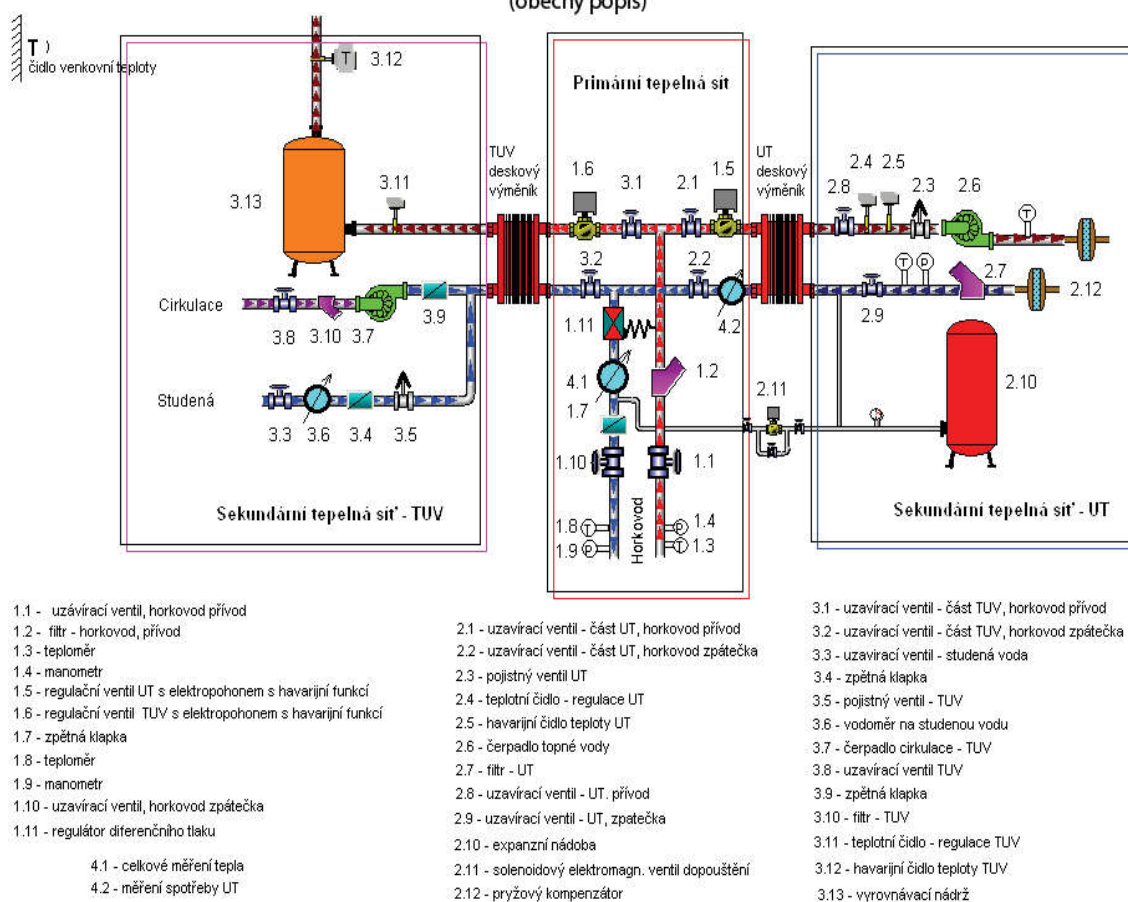 (obecný popis)
T )
čidlo venkovní teploty
3.12
Primární tepelná sít
TUV
deskový
výměník
1.6
3.1
2.1
1.5
UT
deskový
výměník
2.8
2.4
2.5
2.3
2.6
T
3.13
3.11
T
3.2
2.2
T
P
2.7
2.12
Cirkulace
3.8
3.10
3.7
3.9
1.11
4.2
2.9
4.1
1.7
1.2
2.11
2.10
Studená
3.3
3.6
3.4
3.5
1.10
1.1
Sekundární tepelná síť - TUV
Sekundární tepelná síť - UT
Horkovod
1.8 T
1.9 P
P 1.4
T 1.3
1.1 - uzávírací ventil, horkovod přívod
1.2 - filtr - horkovod, přívod
1.3 - teploměr
1.4 - manometr
1.5 - regulační ventil UT s elektropohonem s havarijní funkcí
1.6 - regulační ventil TUV s elektropohonem s havarijní funkcí
1.7 - zpětná klapka
1.8 - teploměr
1.9 - manometr
1.10 - uzavírací ventil, horkovod zpátečka
1.11 - regulátor diferenčního tlaku
4.1 - celkové měření tepla
4.2 - měření spotřeby UT
2.1 - uzavírací ventil - část UT, horkovod přívod
2.2 - uzavírací ventil - část UT, horkovod zpátečka
2.3 - pojistný ventil UT
2.4 - teplotní čidlo - regulace UT
2.5 - havarijní čidlo teploty UT
2.6 - čerpadlo topné vody
2.7 - filtr - UT
2.8 - uzavírací ventil - UT. přívod
2.9 - uzavírací ventil - UT, zpatečka
2.10 - expanzní nádoba
2.11 - solenoidový elektromagn. ventil dopouštění
2.12 - pryžový kompenzátor
3.1 - uzavírací ventil - část TUV, horkovod přívod
3.2 - uzavírací ventil - část TUV, horkovod zpátečka
3.3 - uzavirací ventil - studená voda
3.4 - zpětná klapka
3.5 - pojistný ventil - TUV
3.6 - vodoměr na studenou vodu
3.7 - čerpadlo cirkulace - TUV
3.8 - uzavírací ventil TUV
3.9 - zpětná klapka
3.10 - filtr - TUV
3.11 - teplotní čidlo - regulace TUV
3.12 - havarijní čidlo teploty TUV
3.13 - vyrovnávací nádrž